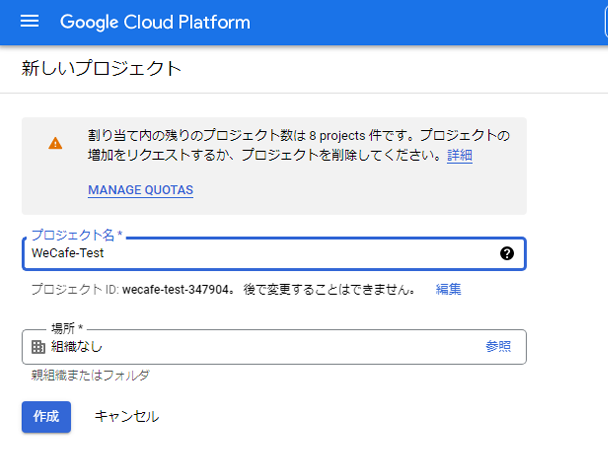 Google Cloud Platform
新しいプロジェクト
割り当て内の残りのプロジェクト数は 8 projects 件です。プロジェクトの
増加をリクエストするか、プロジェクトを削除してください。詳細
MANAGE QUOTAS
プロジェクト名 *
WeCafe-Test
プロジェクト ID: wecafe-test-347904。 後で変更することはできません。 編集
場所 *
組織なし 参照
親組織またはフォルダ
作成 キャンセル